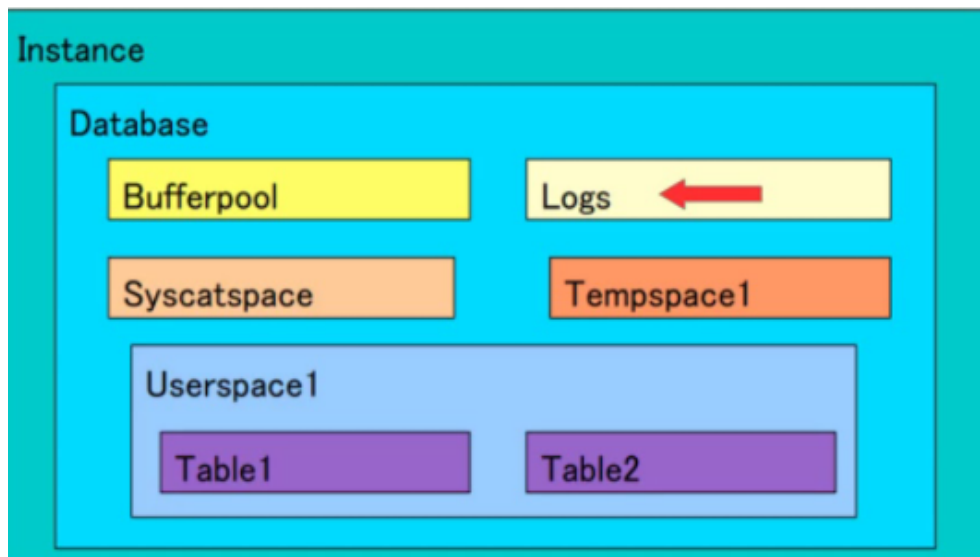 Instance
Database
Bufferpool
Logs
Syscatspace
Tempspace1
Userspace1
Table1
Table2